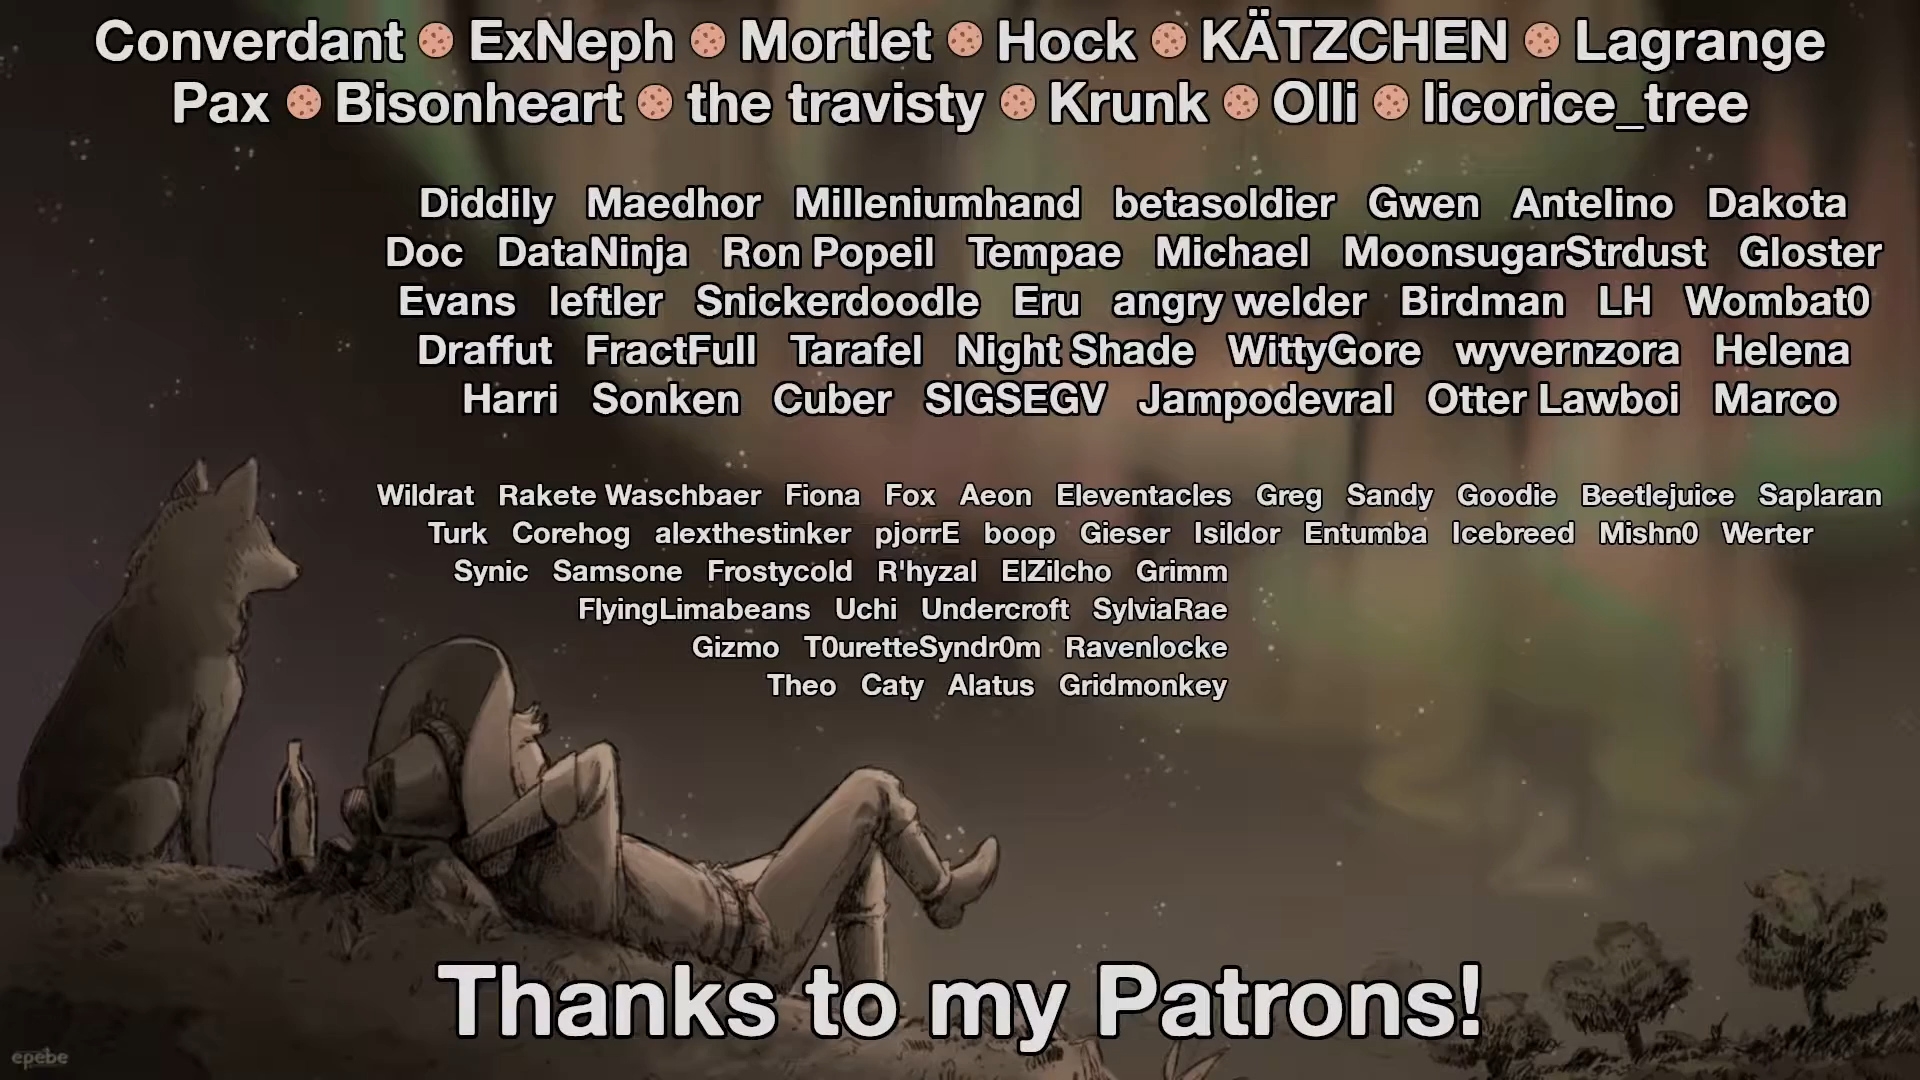 Converdant ExNeph Mortlet Hock KÄTZCHEN Lagrange
Pax Bisonheart the travisty Krunk Olli licorice_tree
Diddily Maedhor Milleniumhand betasoldier Gwen Antelino Dakota
Doc DataNinja Ron Popeil Tempae Michael MoonsugarStrdust Gloster
Evans leftler Snickerdoodle Eru angry welder Birdman LH Wombat0
Draffut FractFull Tarafel Night Shade WittyGore wyvernzora Helena
Harri Sonken Cuber SIGSEGV Jampodevral Otter Lawboi Marco
Wildrat Rakete Waschbaer Fiona Fox Aeon Eleventacles Greg Sandy Goodie Beetlejuice Saplaran
Turk Corehog alexthestinker pjorrE boop Gieser Isildor Entumba Icebreed Mishn0 Werter
Synic Samsone Frostycold R'hyzal ElZilcho Grimm
FlyingLimabeans Uchi Undercroft SylviaRae
Gizmo T0uretteSyndr0m Ravenlocke
Theo Caty Alatus Gridmonkey
Thanks to my Patrons!
epebe